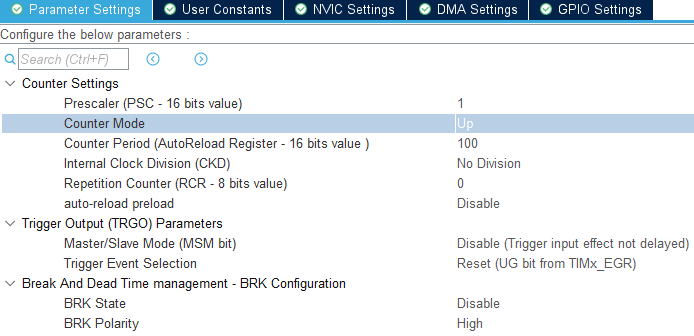 Parameter Settings User Constants NVIC Settings DMA Settings GPIO Settings
Configure the below parameters :
Search (Ctrl+F)
Counter Settings
Prescaler (PSC - 16 bits value) 1
Counter Mode Up
Counter Period (AutoReload Register - 16 bits value ) 100
Internal Clock Division (CKD) No Division
Repetition Counter (RCR - 8 bits value) 0
auto-reload preload Disable
Trigger Output (TRGO) Parameters
Master/Slave Mode (MSM bit) Disable (Trigger input effect not delayed)
Trigger Event Selection Reset (UG bit from TIMx_EGR)
Break And Dead Time management - BRK Configuration
BRK State Disable
BRK Polarity High